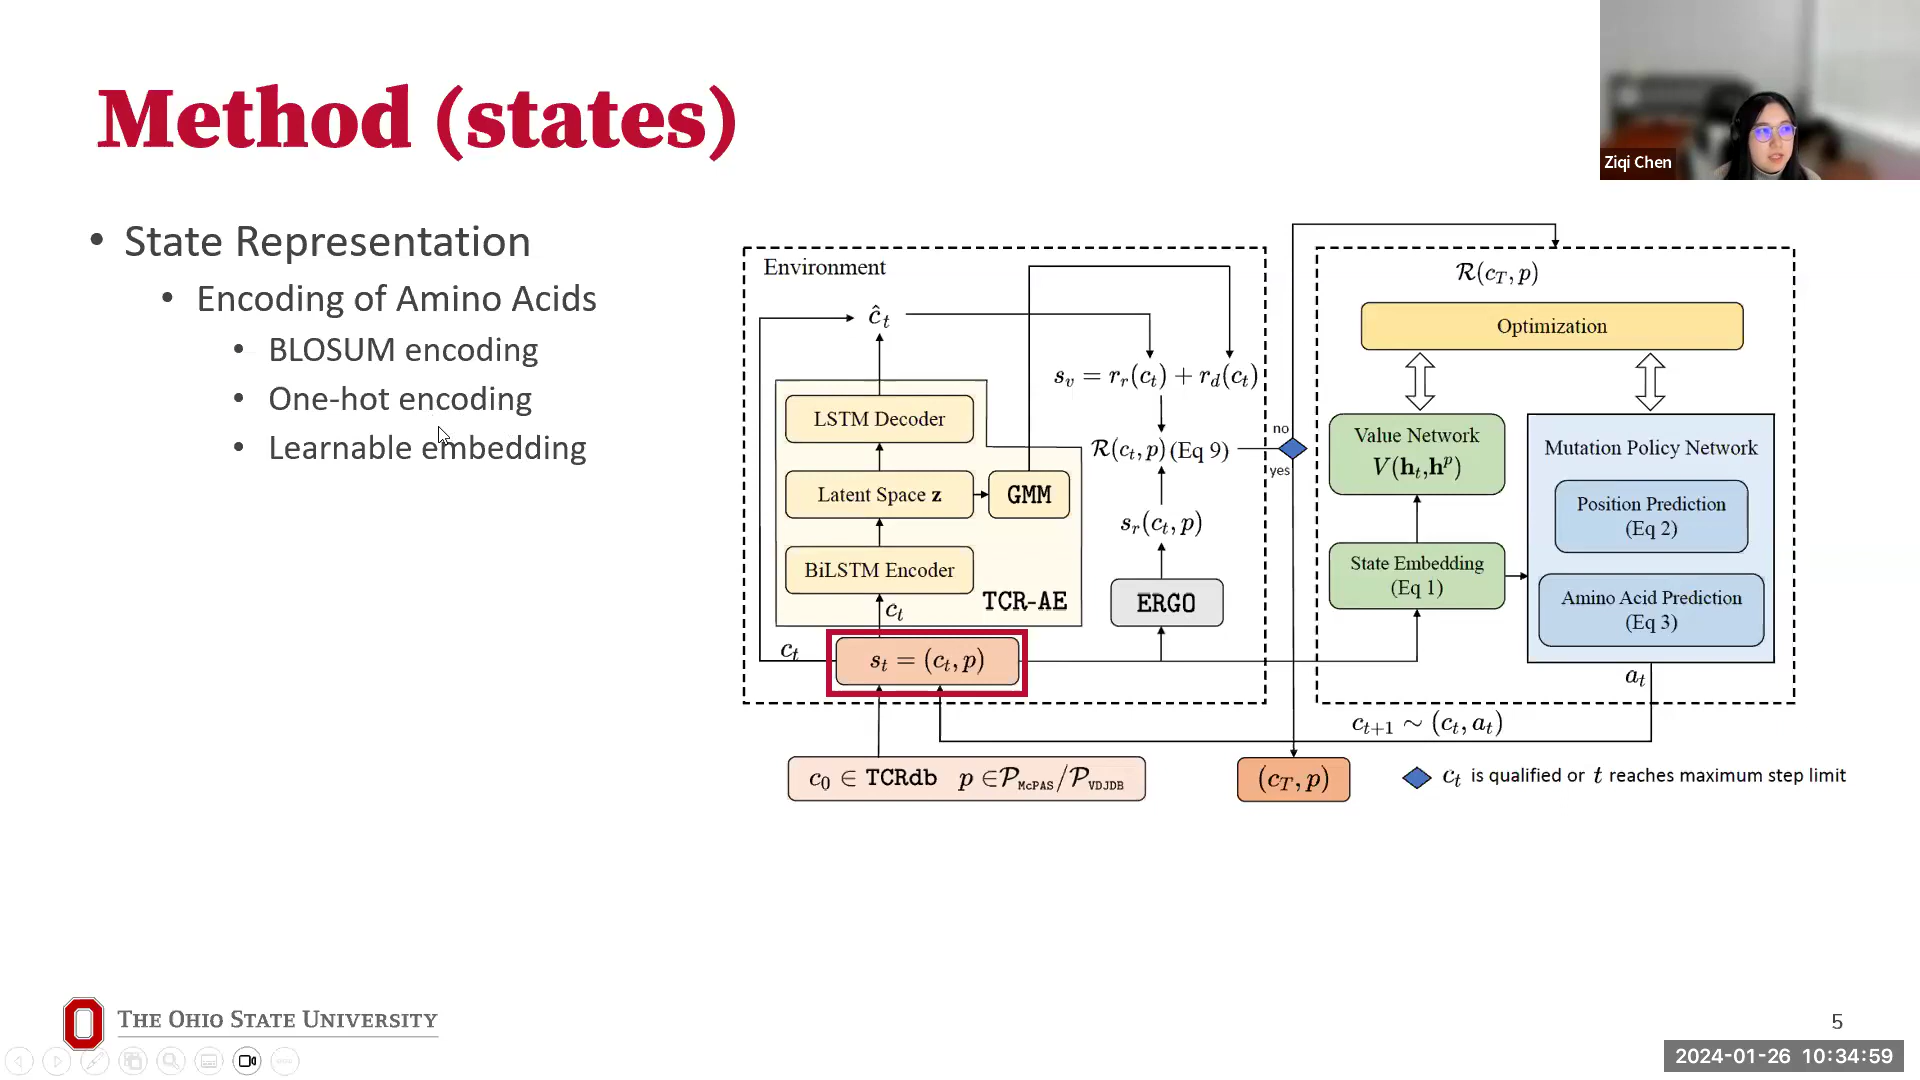 Method (states)
Ziqi Chen
• State Representation
• Encoding of Amino Acids
• BLOSUM encoding
• One-hot encoding
• Learnable embedding
Environment
ĉ_t
s_v = r_r(c_t) + r_d(c_t)
LSTM Decoder
R(c_t, p) (Eq 9)
Latent Space z
GMM
s_r(c_t, p)
BiLSTM Encoder
TCR-AE
ERGO
c_t
c_t
s_t = (c_t, p)
c_0 ∈ TCRdb p ∈ P_McPAS/P_VDJDB
no
yes
(c_T, p)
R(c_T, p)
Optimization
Value Network
V(h_t,h^p)
State Embedding
(Eq 1)
Mutation Policy Network
Position Prediction
(Eq 2)
Amino Acid Prediction
(Eq 3)
a_t
c_{t+1} ~ (c_t, a_t)
c_t is qualified or t reaches maximum step limit
THE OHIO STATE UNIVERSITY
5
2024-01-26 10:34:59